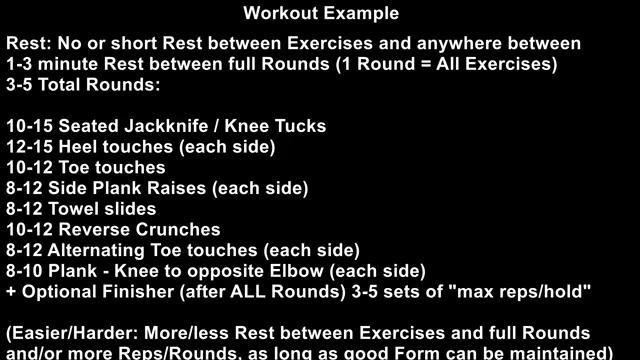 Workout Example
Rest: No or short Rest between Exercises and anywhere between
1-3 minute Rest between full Rounds (1 Round = All Exercises)
3-5 Total Rounds:
10-15 Seated Jackknife / Knee Tucks
12-15 Heel touches (each side)
10-12 Toe touches
8-12 Side Plank Raises (each side)
8-12 Towel slides
10-12 Reverse Crunches
8-12 Alternating Toe touches (each side)
8-10 Plank - Knee to opposite Elbow (each side)
+ Optional Finisher (after ALL Rounds) 3-5 sets of "max reps/hold"
(Easier/Harder: More/less Rest between Exercises and full Rounds
and/or more Reps/Rounds, as long as good Form can be maintained)